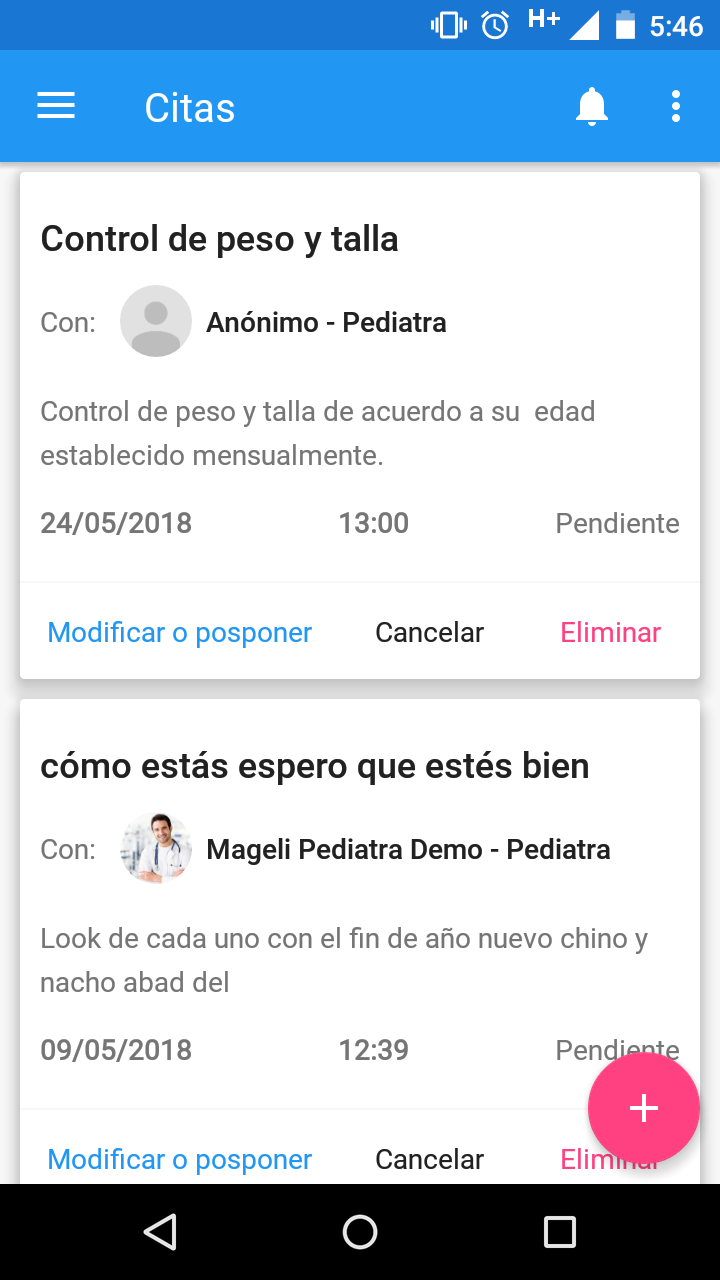 H+ 5:46
Citas
Control de peso y talla
Con: Anónimo - Pediatra
Control de peso y talla de acuerdo a su  edad
establecido mensualmente.
24/05/2018 13:00 Pendiente
Modificar o posponer Cancelar Eliminar
cómo estás espero que estés bien
Con: Mageli Pediatra Demo - Pediatra
Look de cada uno con el fin de año nuevo chino y
nacho abad del
09/05/2018 12:39 Pendiente
Modificar o posponer Cancelar Eliminar